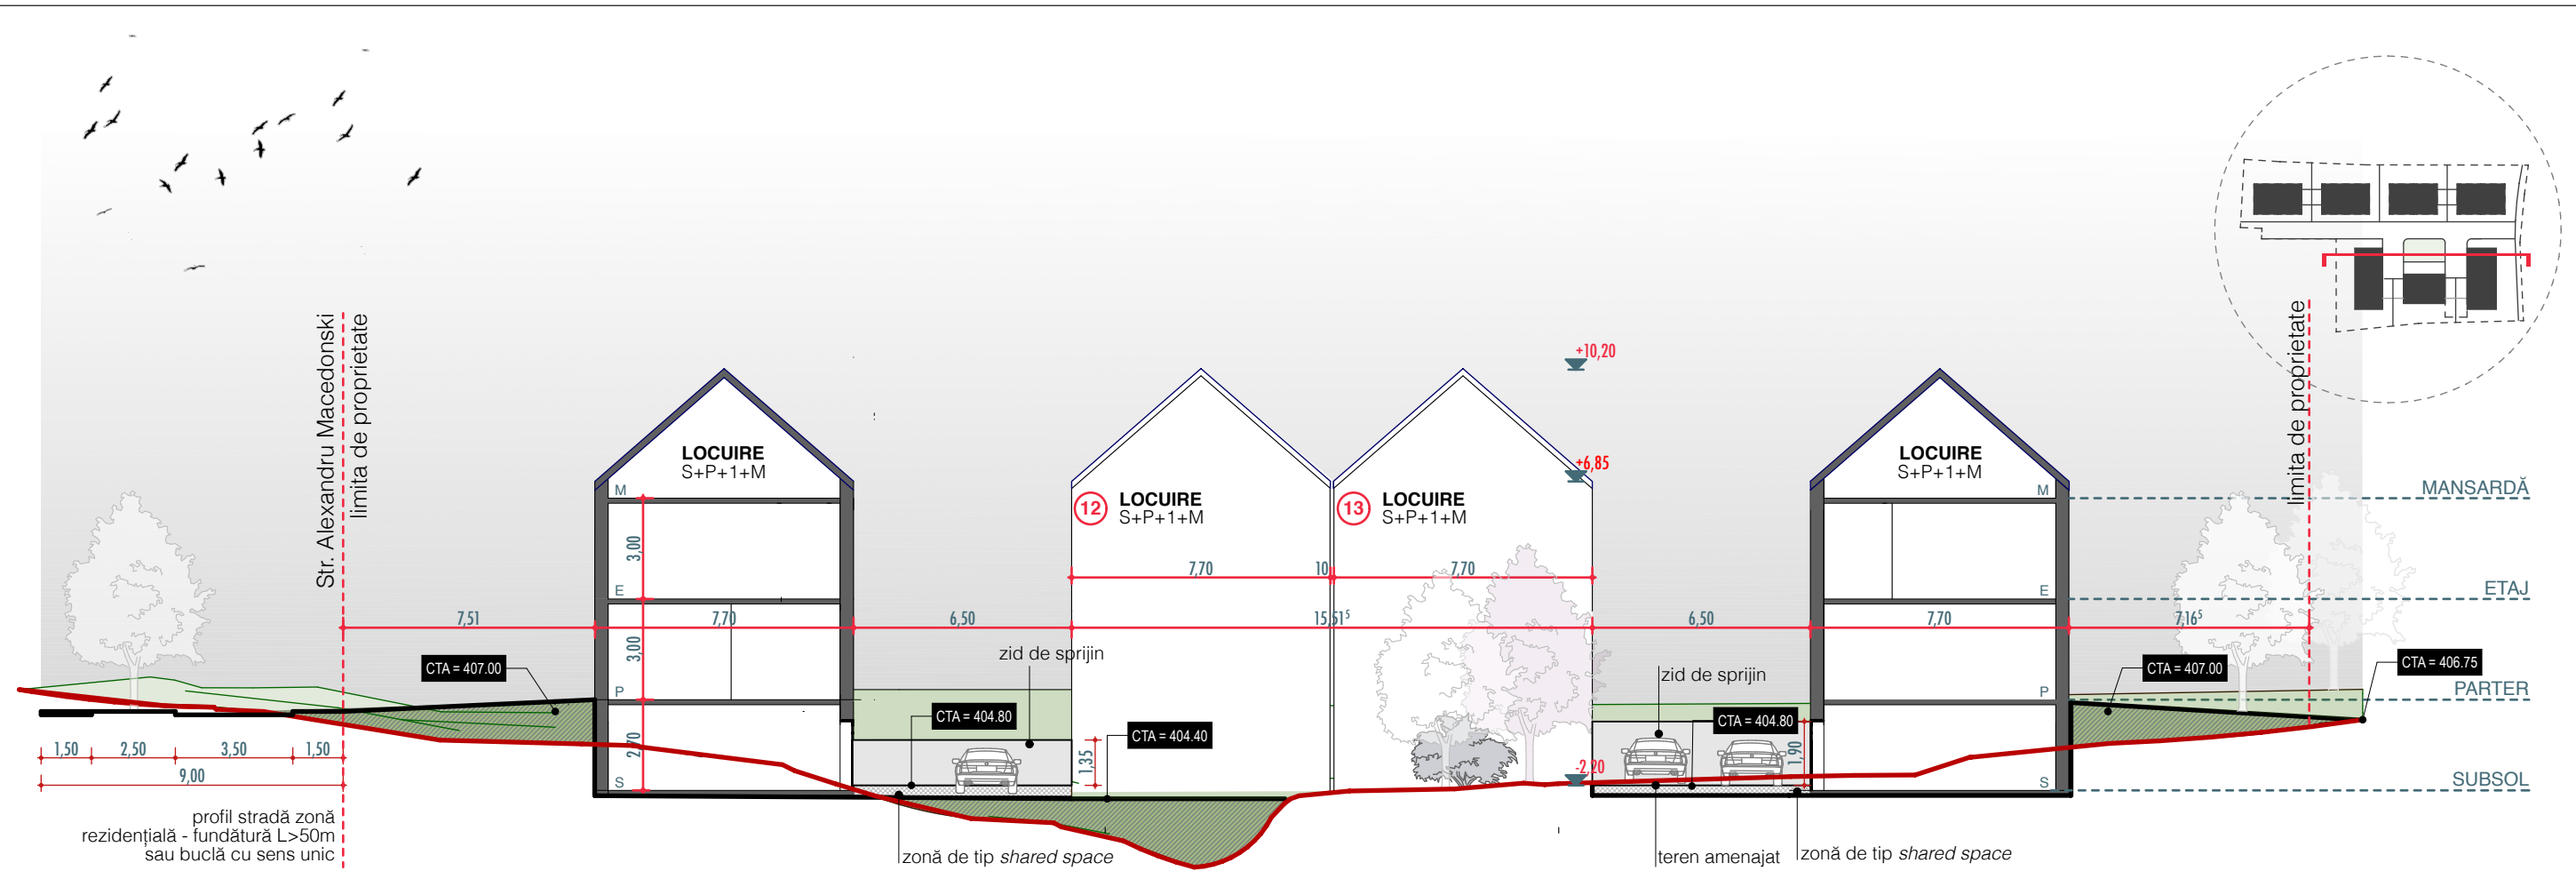 +10,20
Str. Alexandru Macedonski
limita de proprietate
limita de proprietate
LOCUIRE
S+P+1+M
LOCUIRE
S+P+1+M
+6,85
M
M
MANSARDĂ
12
LOCUIRE
S+P+1+M
13
LOCUIRE
S+P+1+M
3,00
7,70
10
7,70
E
E
ETAJ
7,51
7,70
6,50
15,51⁵
6,50
7,70
7,16⁵
3,00
zid de sprijin
CTA = 407.00
zid de sprijin
CTA = 407.00
CTA = 406.75
P
P
PARTER
CTA = 404.80
CTA = 404.80
CTA = 404.40
1,50
2,50
3,50
1,50
2,70
1,35
1,90
-2,20
9,00
S
S
SUBSOL
profil stradă zonă
rezidențială - fundătură L>50m
sau buclă cu sens unic
zonă de tip shared space
teren amenajat
zonă de tip shared space